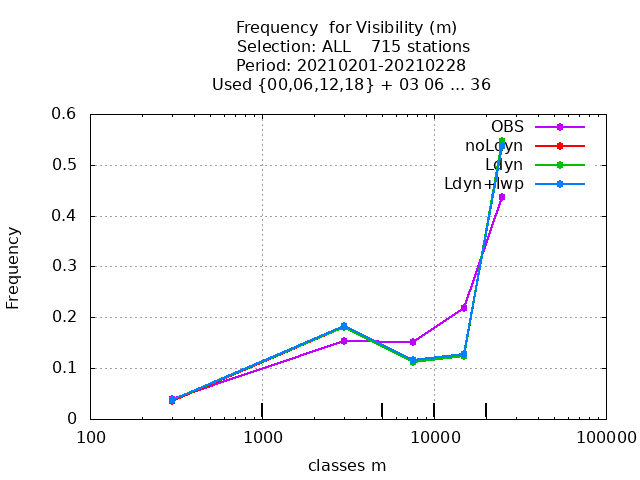 Frequency  for Visibility (m)
Selection: ALL    715 stations
Period: 20210201-20210228
Used {00,06,12,18} + 03 06 ... 36
0.6
0.5
0.4
0.3
0.2
0.1
0
Frequency
OBS
noLdyn
Ldyn
Ldyn+lwp
100
1000
10000
100000
classes m